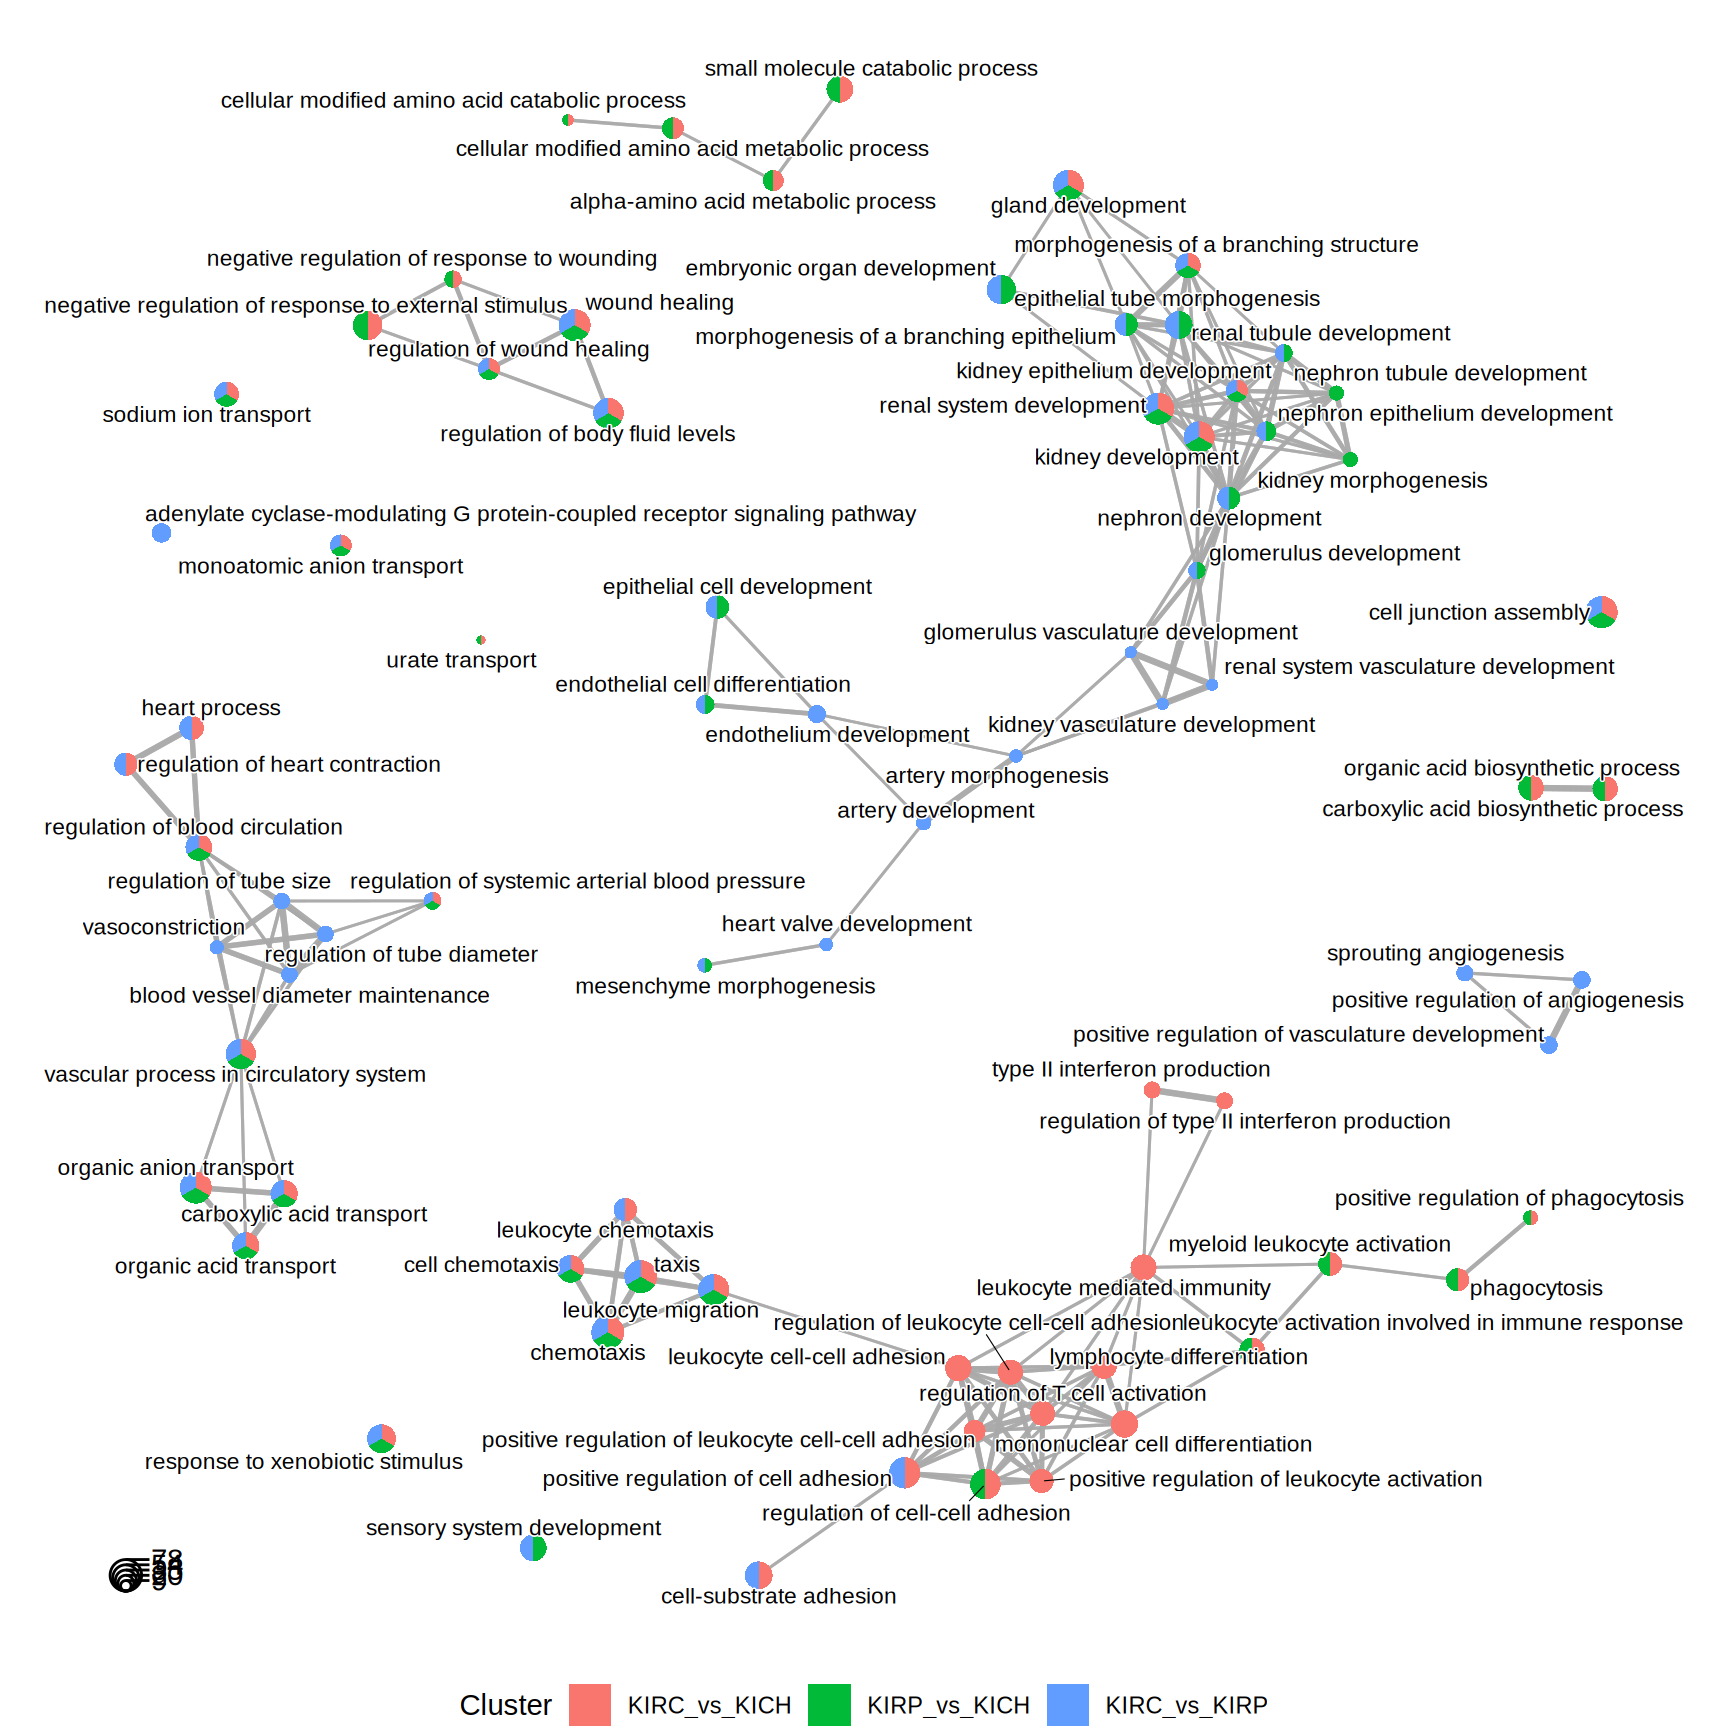 small molecule catabolic process
cellular modified amino acid catabolic process
cellular modified amino acid metabolic process
alpha-amino acid metabolic process
gland development
morphogenesis of a branching structure
negative regulation of response to wounding
embryonic organ development
epithelial tube morphogenesis
negative regulation of response to external stimulus
wound healing
morphogenesis of a branching epithelium
renal tubule development
regulation of wound healing
kidney epithelium development
nephron tubule development
renal system development
nephron epithelium development
sodium ion transport
regulation of body fluid levels
kidney development
kidney morphogenesis
adenylate cyclase-modulating G protein-coupled receptor signaling pathway
nephron development
glomerulus development
monoatomic anion transport
epithelial cell development
cell junction assembly
glomerulus vasculature development
urate transport
renal system vasculature development
endothelial cell differentiation
heart process
kidney vasculature development
endothelium development
regulation of heart contraction
organic acid biosynthetic process
artery morphogenesis
carboxylic acid biosynthetic process
artery development
regulation of blood circulation
regulation of tube size
regulation of systemic arterial blood pressure
heart valve development
vasoconstriction
regulation of tube diameter
sprouting angiogenesis
mesenchyme morphogenesis
blood vessel diameter maintenance
positive regulation of angiogenesis
positive regulation of vasculature development
type II interferon production
vascular process in circulatory system
regulation of type II interferon production
organic anion transport
positive regulation of phagocytosis
carboxylic acid transport
leukocyte chemotaxis
myeloid leukocyte activation
organic acid transport
cell chemotaxis
taxis
leukocyte mediated immunity
phagocytosis
leukocyte migration
regulation of leukocyte cell-cell adhesion
leukocyte activation involved in immune response
chemotaxis
leukocyte cell-cell adhesion
lymphocyte differentiation
regulation of T cell activation
positive regulation of leukocyte cell-cell adhesion
mononuclear cell differentiation
response to xenobiotic stimulus
positive regulation of cell adhesion
positive regulation of leukocyte activation
regulation of cell-cell adhesion
sensory system development
cell-substrate adhesion
78
9
Cluster
KIRC_vs_KICH
KIRP_vs_KICH
KIRC_vs_KIRP